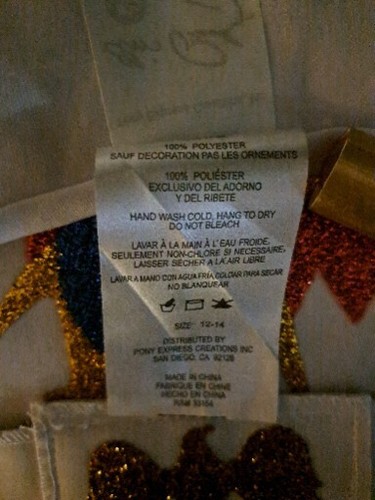 100% POLYESTER
SAUF DECORATION PAS LES ORNEMENTS
100% POLIÉSTER
EXCLUSIVO DEL ADORNO
Y DEL RIBETE
HAND WASH COLD, HANG TO DRY
DO NOT BLEACH
LAVAR À LA MAIN À L'EAU FROIDE,
SEULEMENT NON-CHLORE SI NECESSAIRE,
LAISSER SÉCHER A LA AIR LIBRE
LAVAR A MANO CON AGUA FRÍA, COLGAR PARA SECAR
NO BLANQUEAR
SIZE: 12-14
DISTRIBUTED BY
PONY EXPRESS CREATIONS INC
SAN DIEGO, CA 92128
MADE IN CHINA
FABRIQUE EN CHINE
HECHO EN CHINA